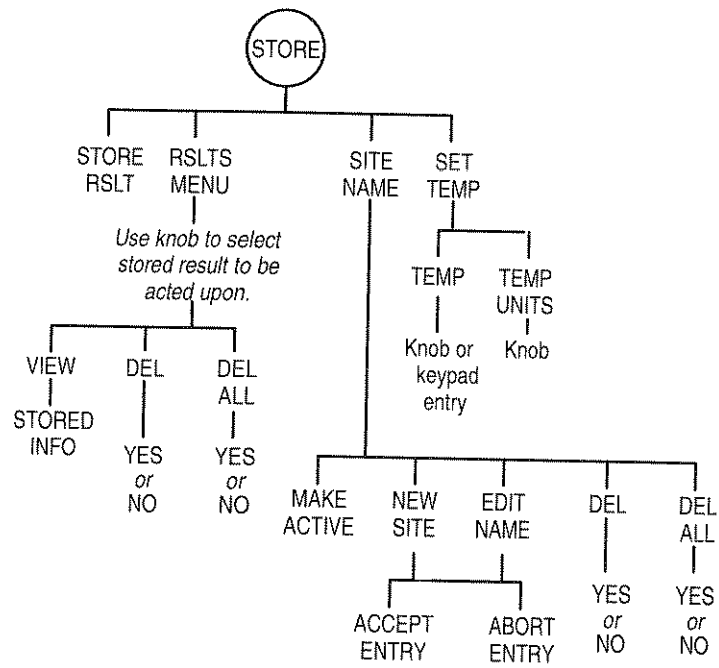 STORE
STORE
RSLT
RSLTS
MENU
SITE
NAME
SET
TEMP
Use knob to select
stored result to be
acted upon.
TEMP
TEMP
UNITS
Knob or
keypad
entry
Knob
VIEW
DEL
DEL
ALL
STORED
INFO
YES
or
NO
YES
or
NO
MAKE
ACTIVE
NEW
SITE
EDIT
NAME
DEL
DEL
ALL
ACCEPT
ENTRY
ABORT
ENTRY
YES
or
NO
YES
or
NO